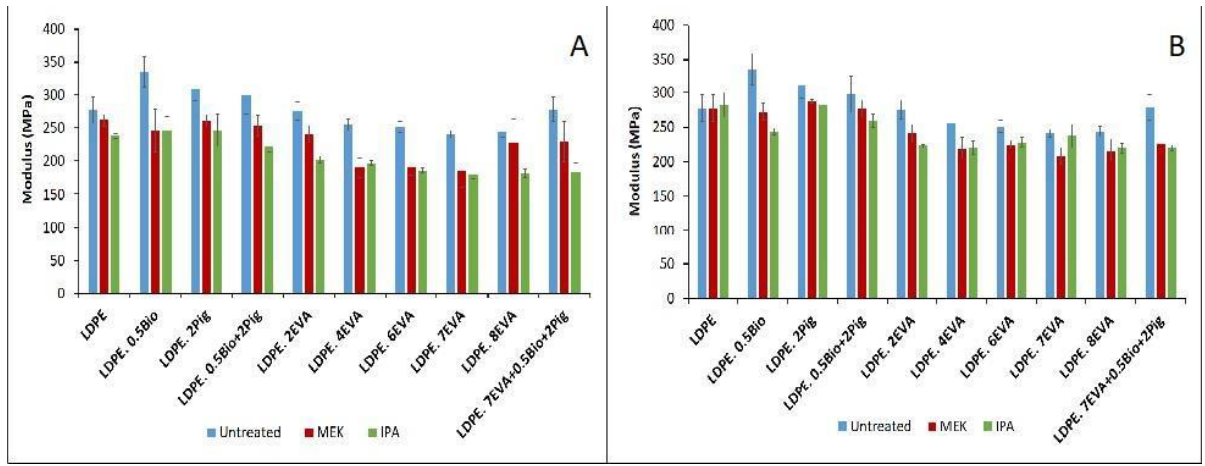 A
Modulus (MPa)
400
350
300
250
200
150
100
50
0
LDPE
LDPE. 0.5Bio
LDPE. 2Pig
LDPE. 0.5Bio+2Pig
LDPE. 2EVA
LDPE. 4EVA
LDPE. 6EVA
LDPE. 7EVA
LDPE. 8EVA
LDPE. 7EVA+0.5Bio+2Pig
Untreated MEK IPA
B
Modulus (MPa)
400
350
300
250
200
150
100
50
0
LDPE
LDPE. 0.5Bio
LDPE. 2Pig
LDPE. 0.5Bio+2Pig
LDPE. 2EVA
LDPE. 4EVA
LDPE. 6EVA
LDPE. 7EVA
LDPE. 8EVA
LDPE. 7EVA+0.5Bio+2Pig
Untreated MEK IPA